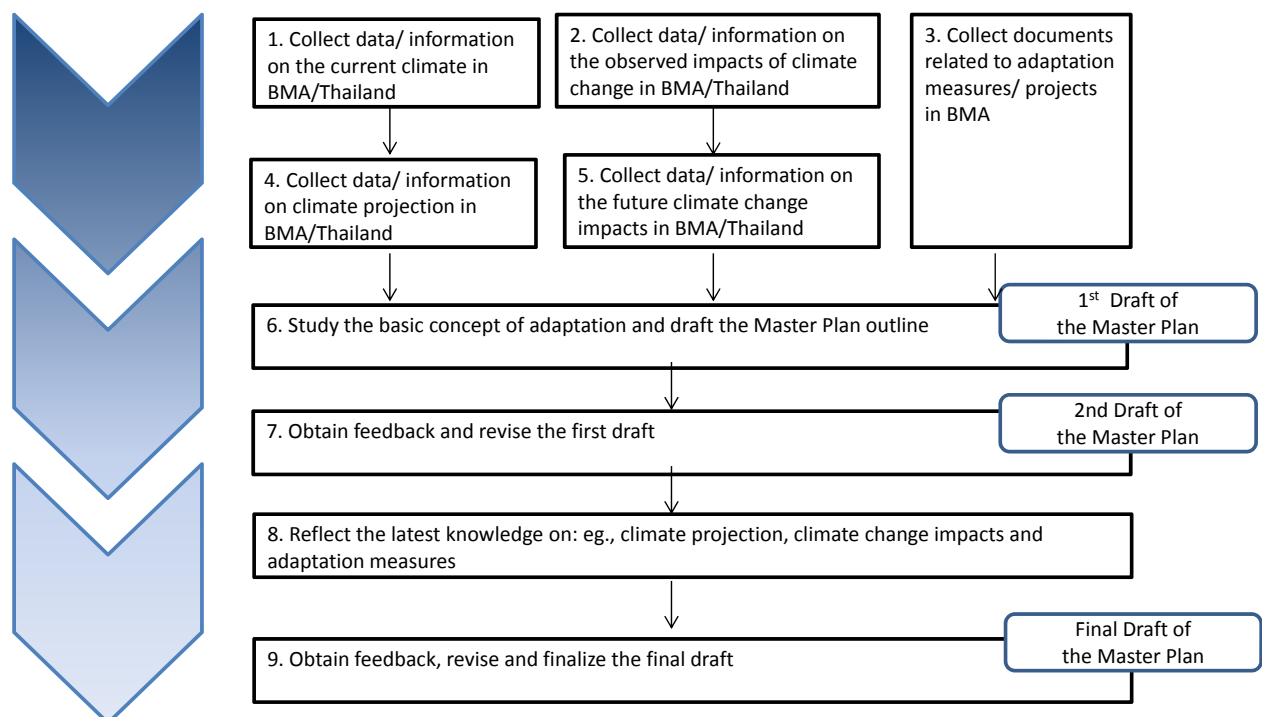 1. Collect data/ information
on the current climate in
BMA/Thailand
2. Collect data/ information on
the observed impacts of climate
change in BMA/Thailand
3. Collect documents
related to adaptation
measures/ projects
in BMA
4. Collect data/ information
on climate projection in
BMA/Thailand
5. Collect data/ information on
the future climate change
impacts in BMA/Thailand
6. Study the basic concept of adaptation and draft the Master Plan outline
1st Draft of
the Master Plan
7. Obtain feedback and revise the first draft
2nd Draft of
the Master Plan
8. Reflect the latest knowledge on: eg., climate projection, climate change impacts and
adaptation measures
9. Obtain feedback, revise and finalize the final draft
Final Draft of
the Master Plan